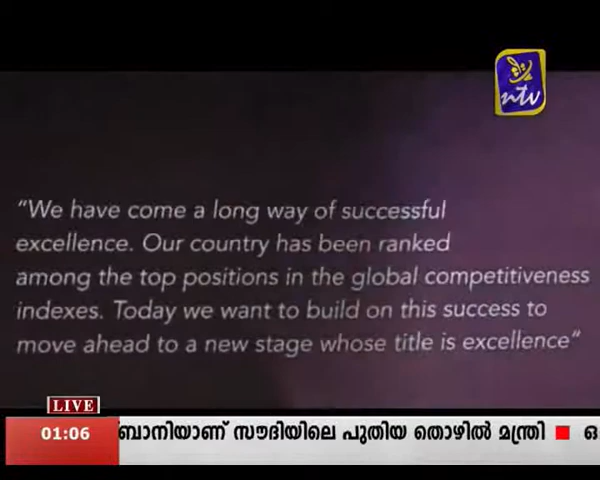 ntv
“We have come a long way of successful
excellence. Our country has been ranked
among the top positions in the global competitiveness
indexes. Today we want to build on this success to
move ahead to a new stage whose title is excellence”
LIVE
01:06 ബാനിയാണ് സൗദിയിലെ പുതിയ തൊഴിൽ മന്ത്രി ■ ഒ